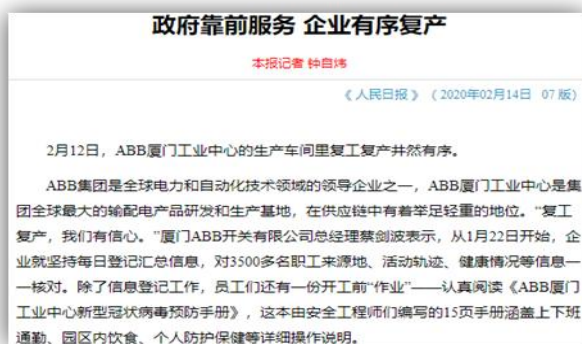 政府靠前服务 企业有序复产
本报记者 钟自炜
《 人民日报 》（ 2020年02月14日 07 版）
2月12日，ABB厦门工业中心的生产车间里复工复产井然有序。
ABB集团是全球电力和自动化技术领域的领导企业之一，ABB厦门工业中心是集
团全球最大的输配电产品研发和生产基地，在供应链中有着举足轻重的地位。“复工
复产，我们有信心。”厦门ABB开关有限公司总经理蔡剑波表示，从1月22日开始，企
业就坚持每日登记汇总信息，对3500多名职工来源地、活动轨迹、健康情况等信息一
一核对。除了信息登记工作，员工们还有一份开工前“作业”——认真阅读《ABB厦门
工业中心新型冠状病毒预防手册》，这本由安全工程师们编写的15页手册涵盖上下班
通勤、园区内饮食、个人防护保健等详细操作说明。